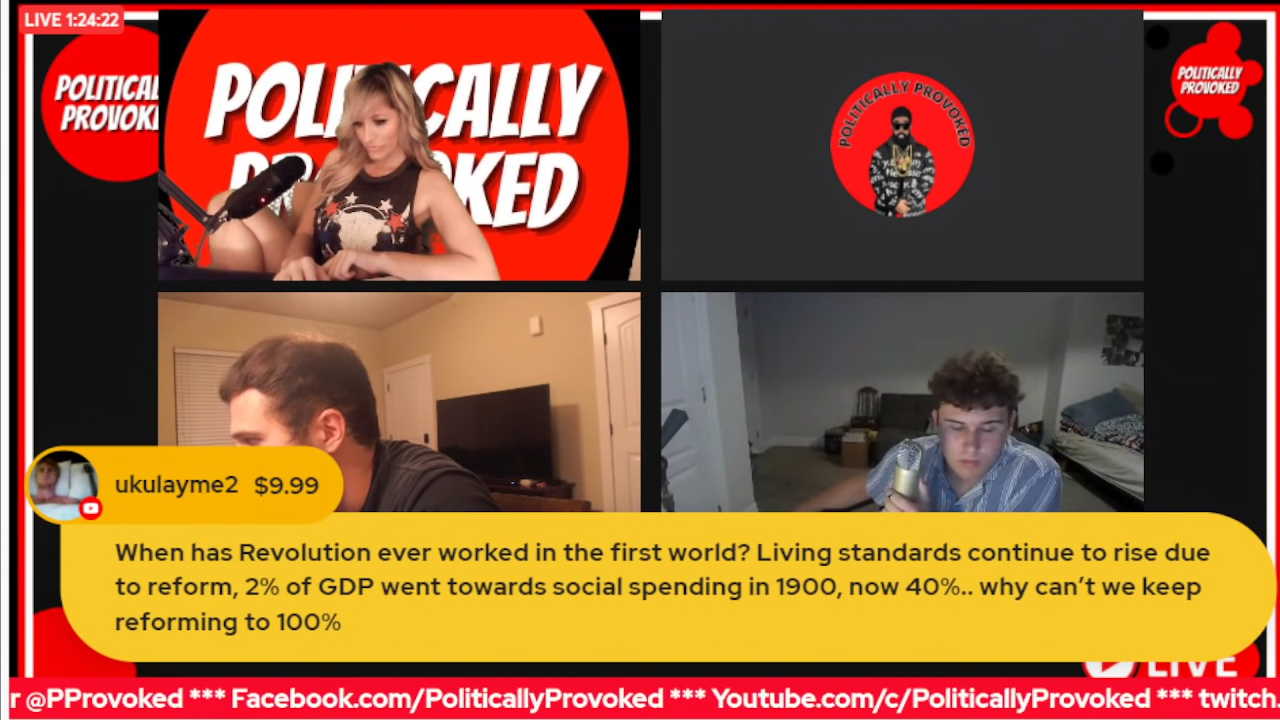 LIVE 1:24:22
POLITICAL
PROVOK
POLITICALLY
PROVOKED
POLITICALLY PROVOKED
POLITICALLY
PROVOKED
ukulayme2 $9.99
When has Revolution ever worked in the first world? Living standards continue to rise due
to reform, 2% of GDP went towards social spending in 1900, now 40%.. why can't we keep
reforming to 100%
LIVE
r @PProvoked *** Facebook.com/PoliticallyProvoked *** Youtube.com/c/PoliticallyProvoked *** twitch.